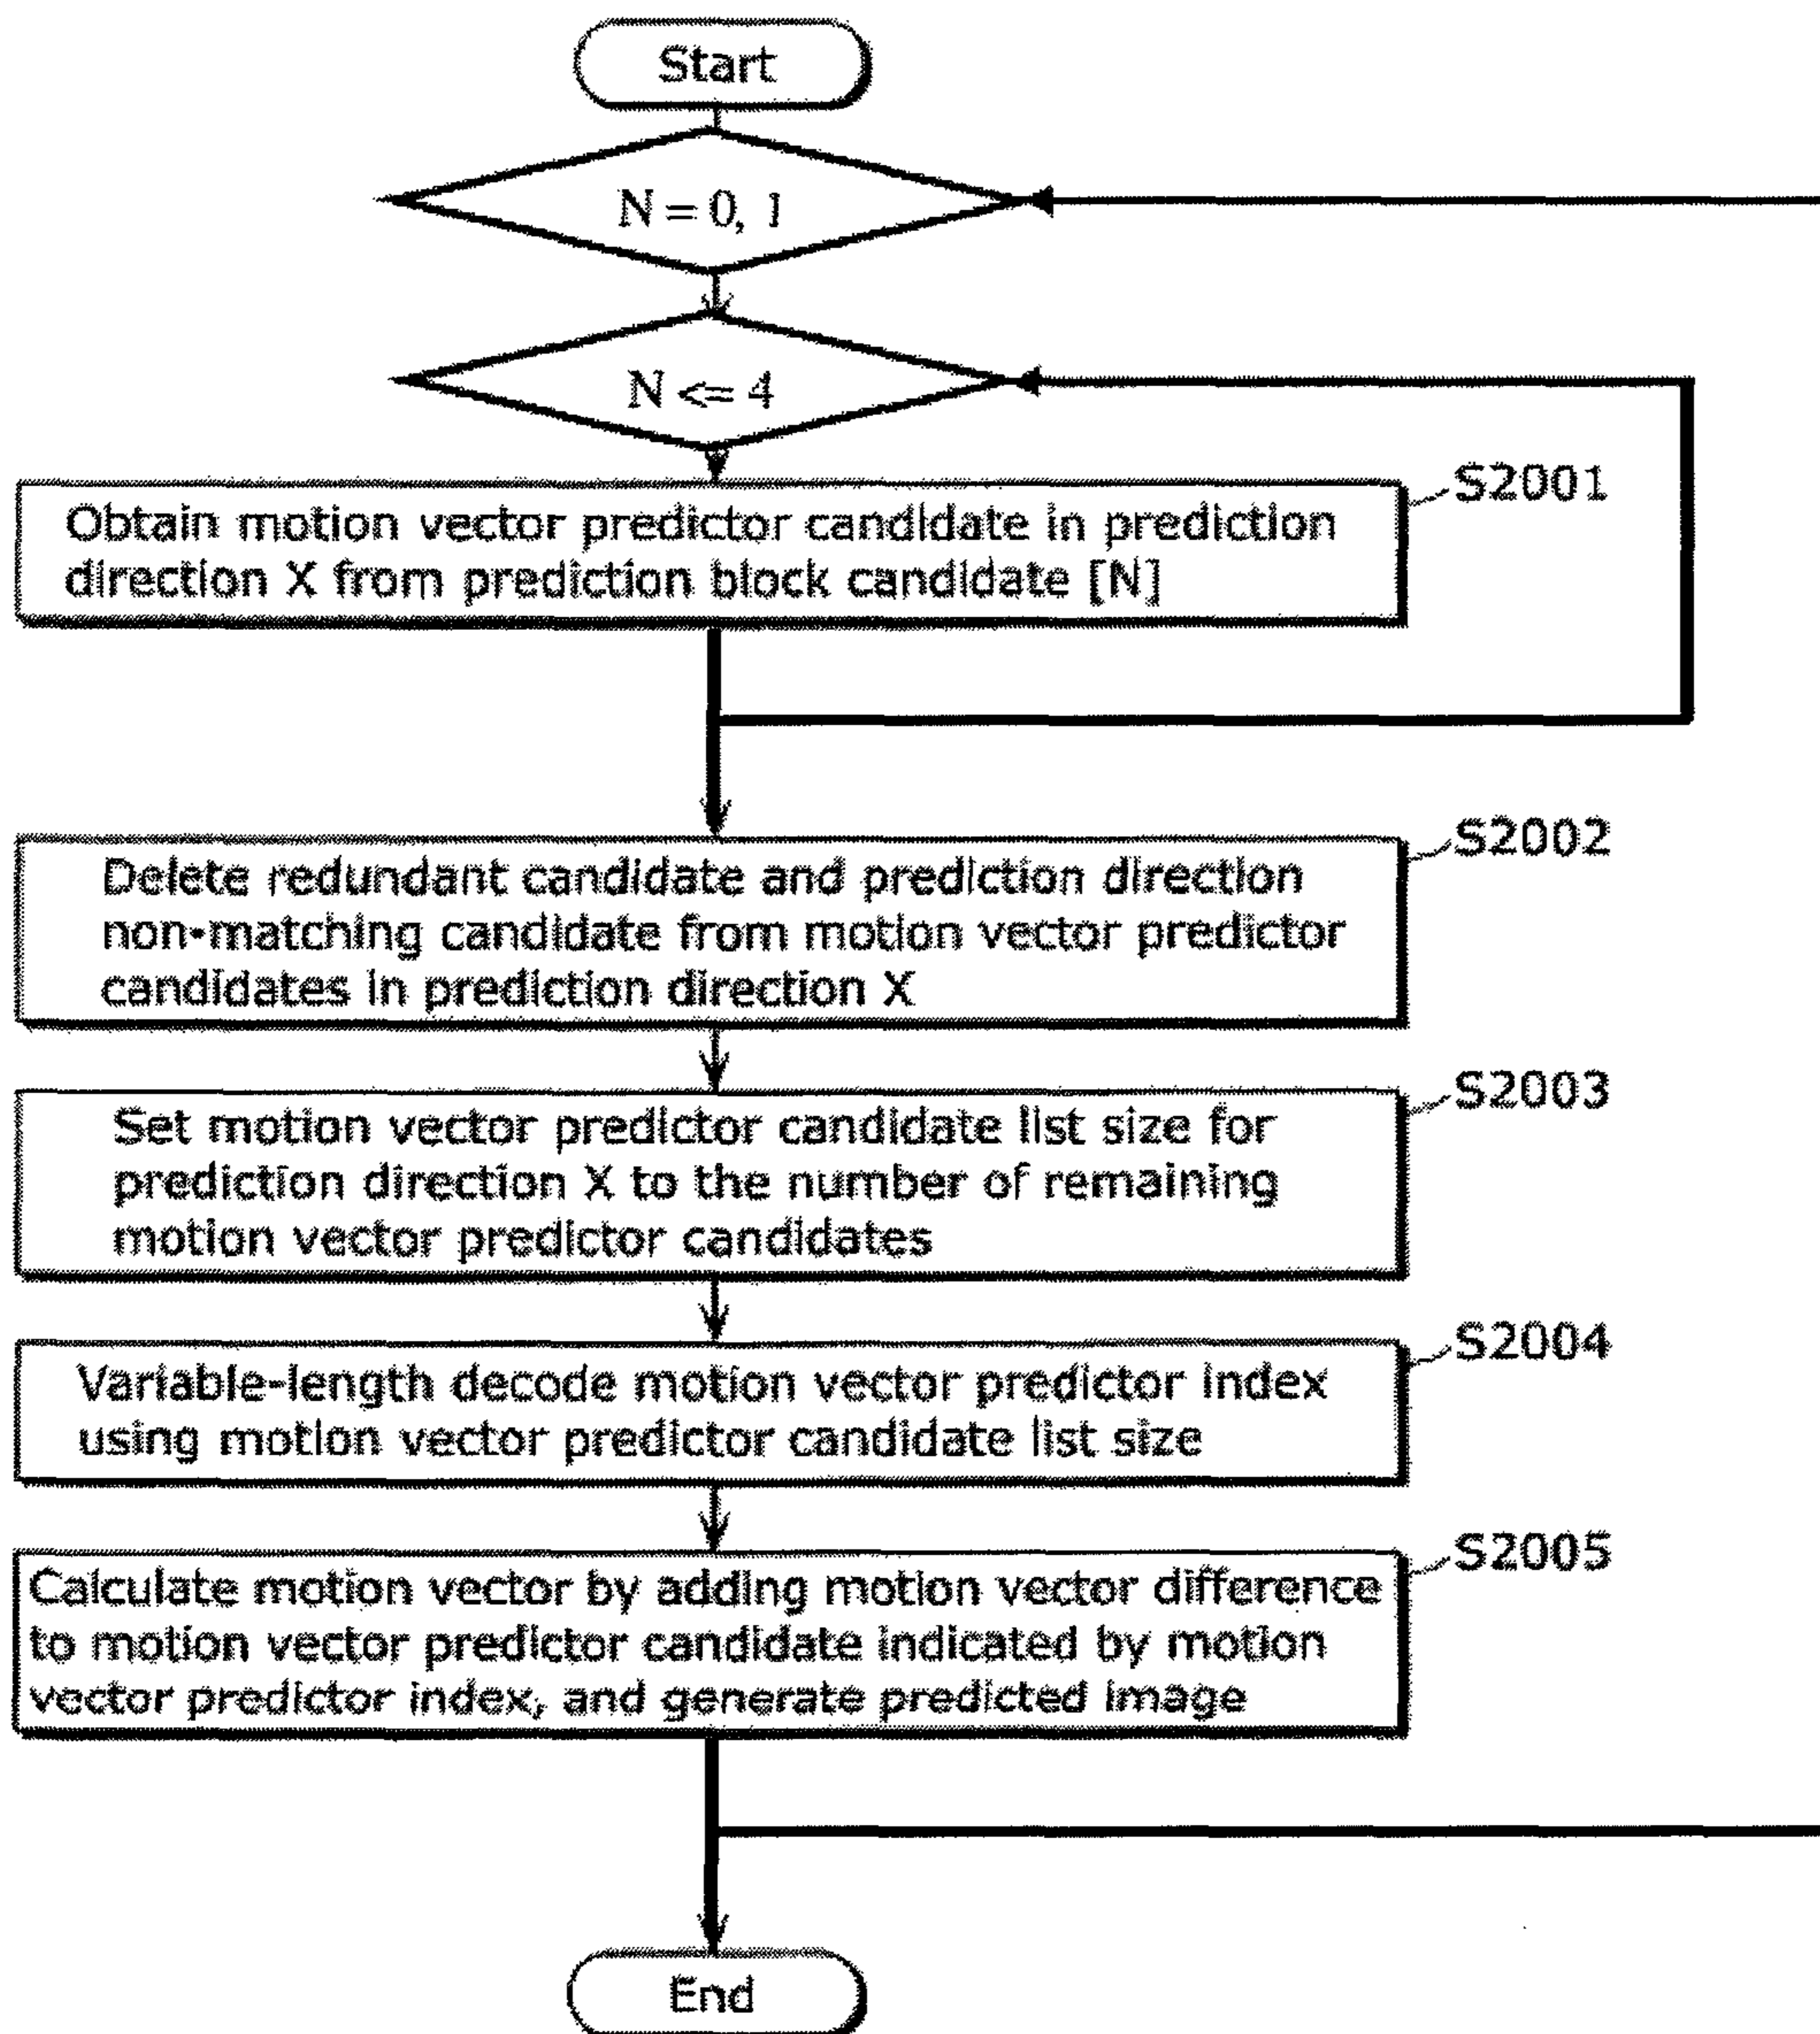 Start
N = 0, 1
N <= 4
S2001
Obtain motion vector predictor candidate in prediction
direction X from prediction block candidate [N]
S2002
Delete redundant candidate and prediction direction
non-matching candidate from motion vector predictor
candidates in prediction direction X
S2003
Set motion vector predictor candidate list size for
prediction direction X to the number of remaining
motion vector predictor candidates
S2004
Variable-length decode motion vector predictor index
using motion vector predictor candidate list size
S2005
Calculate motion vector by adding motion vector difference
to motion vector predictor candidate indicated by motion
vector predictor index, and generate predicted image
End